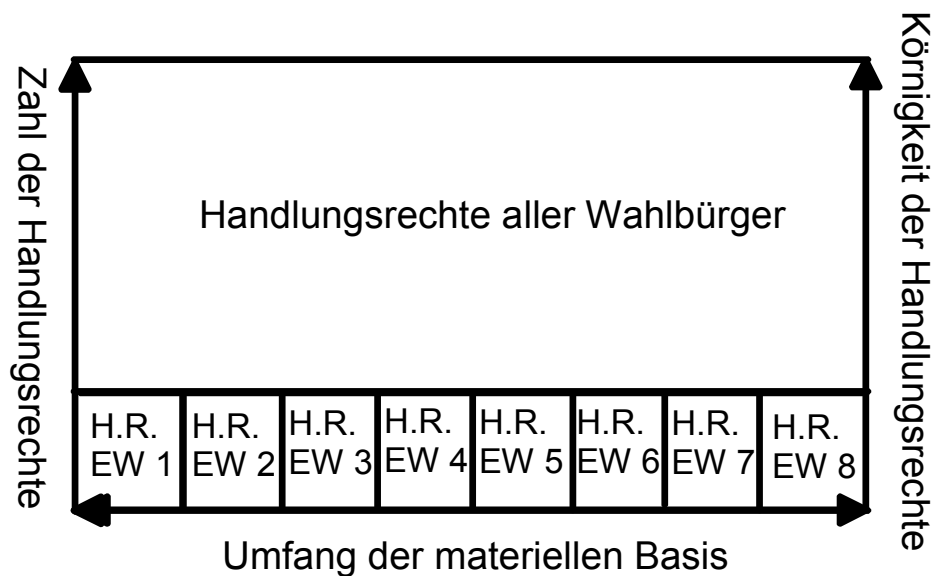 Zahl der Handlungsrechte
Körnigkeit der Handlungsrechte
Handlungsrechte aller Wahlbürger
H.R.
EW 1
H.R.
EW 2
H.R.
EW 3
H.R.
EW 4
H.R.
EW 5
H.R.
EW 6
H.R.
EW 7
H.R.
EW 8
Umfang der materiellen Basis